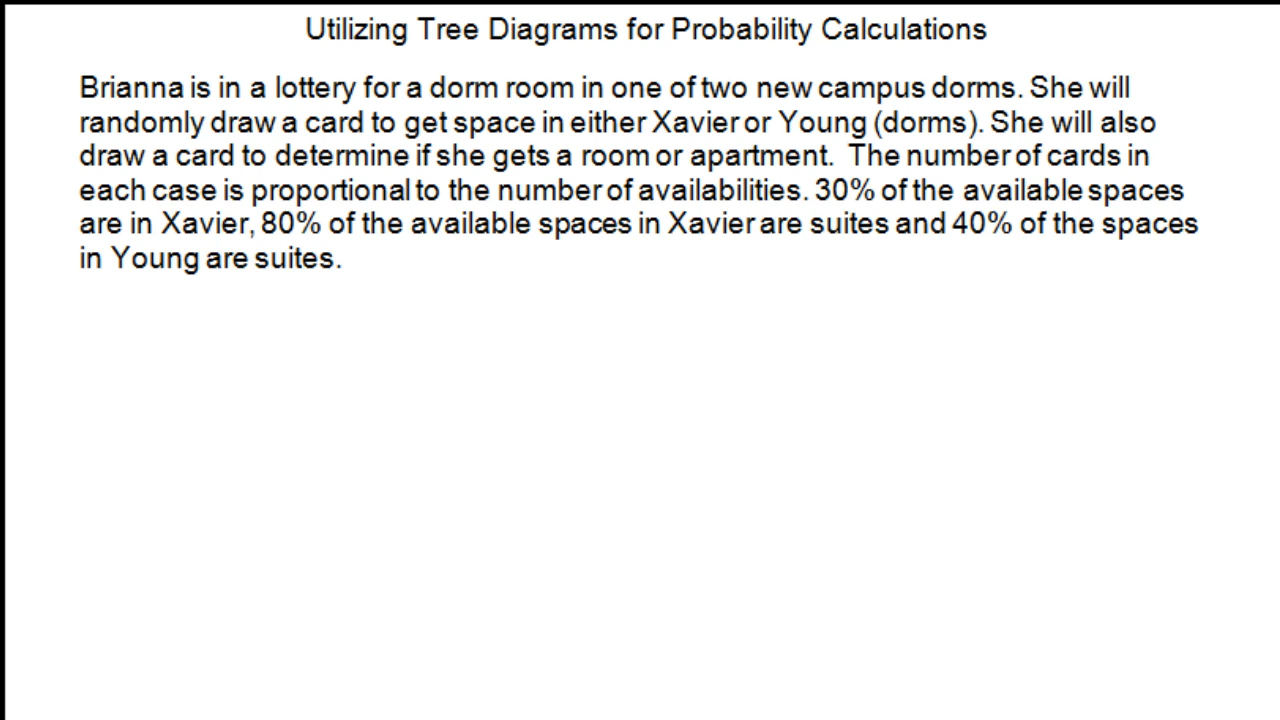 Utilizing Tree Diagrams for Probability Calculations
Brianna is in a lottery for a dorm room in one of two new campus dorms. She will
randomly draw a card to get space in either Xavier or Young (dorms). She will also
draw a card to determine if she gets a room or apartment.  The number of cards in
each case is proportional to the number of availabilities. 30% of the available spaces
are in Xavier, 80% of the available spaces in Xavier are suites and 40% of the spaces
in Young are suites.